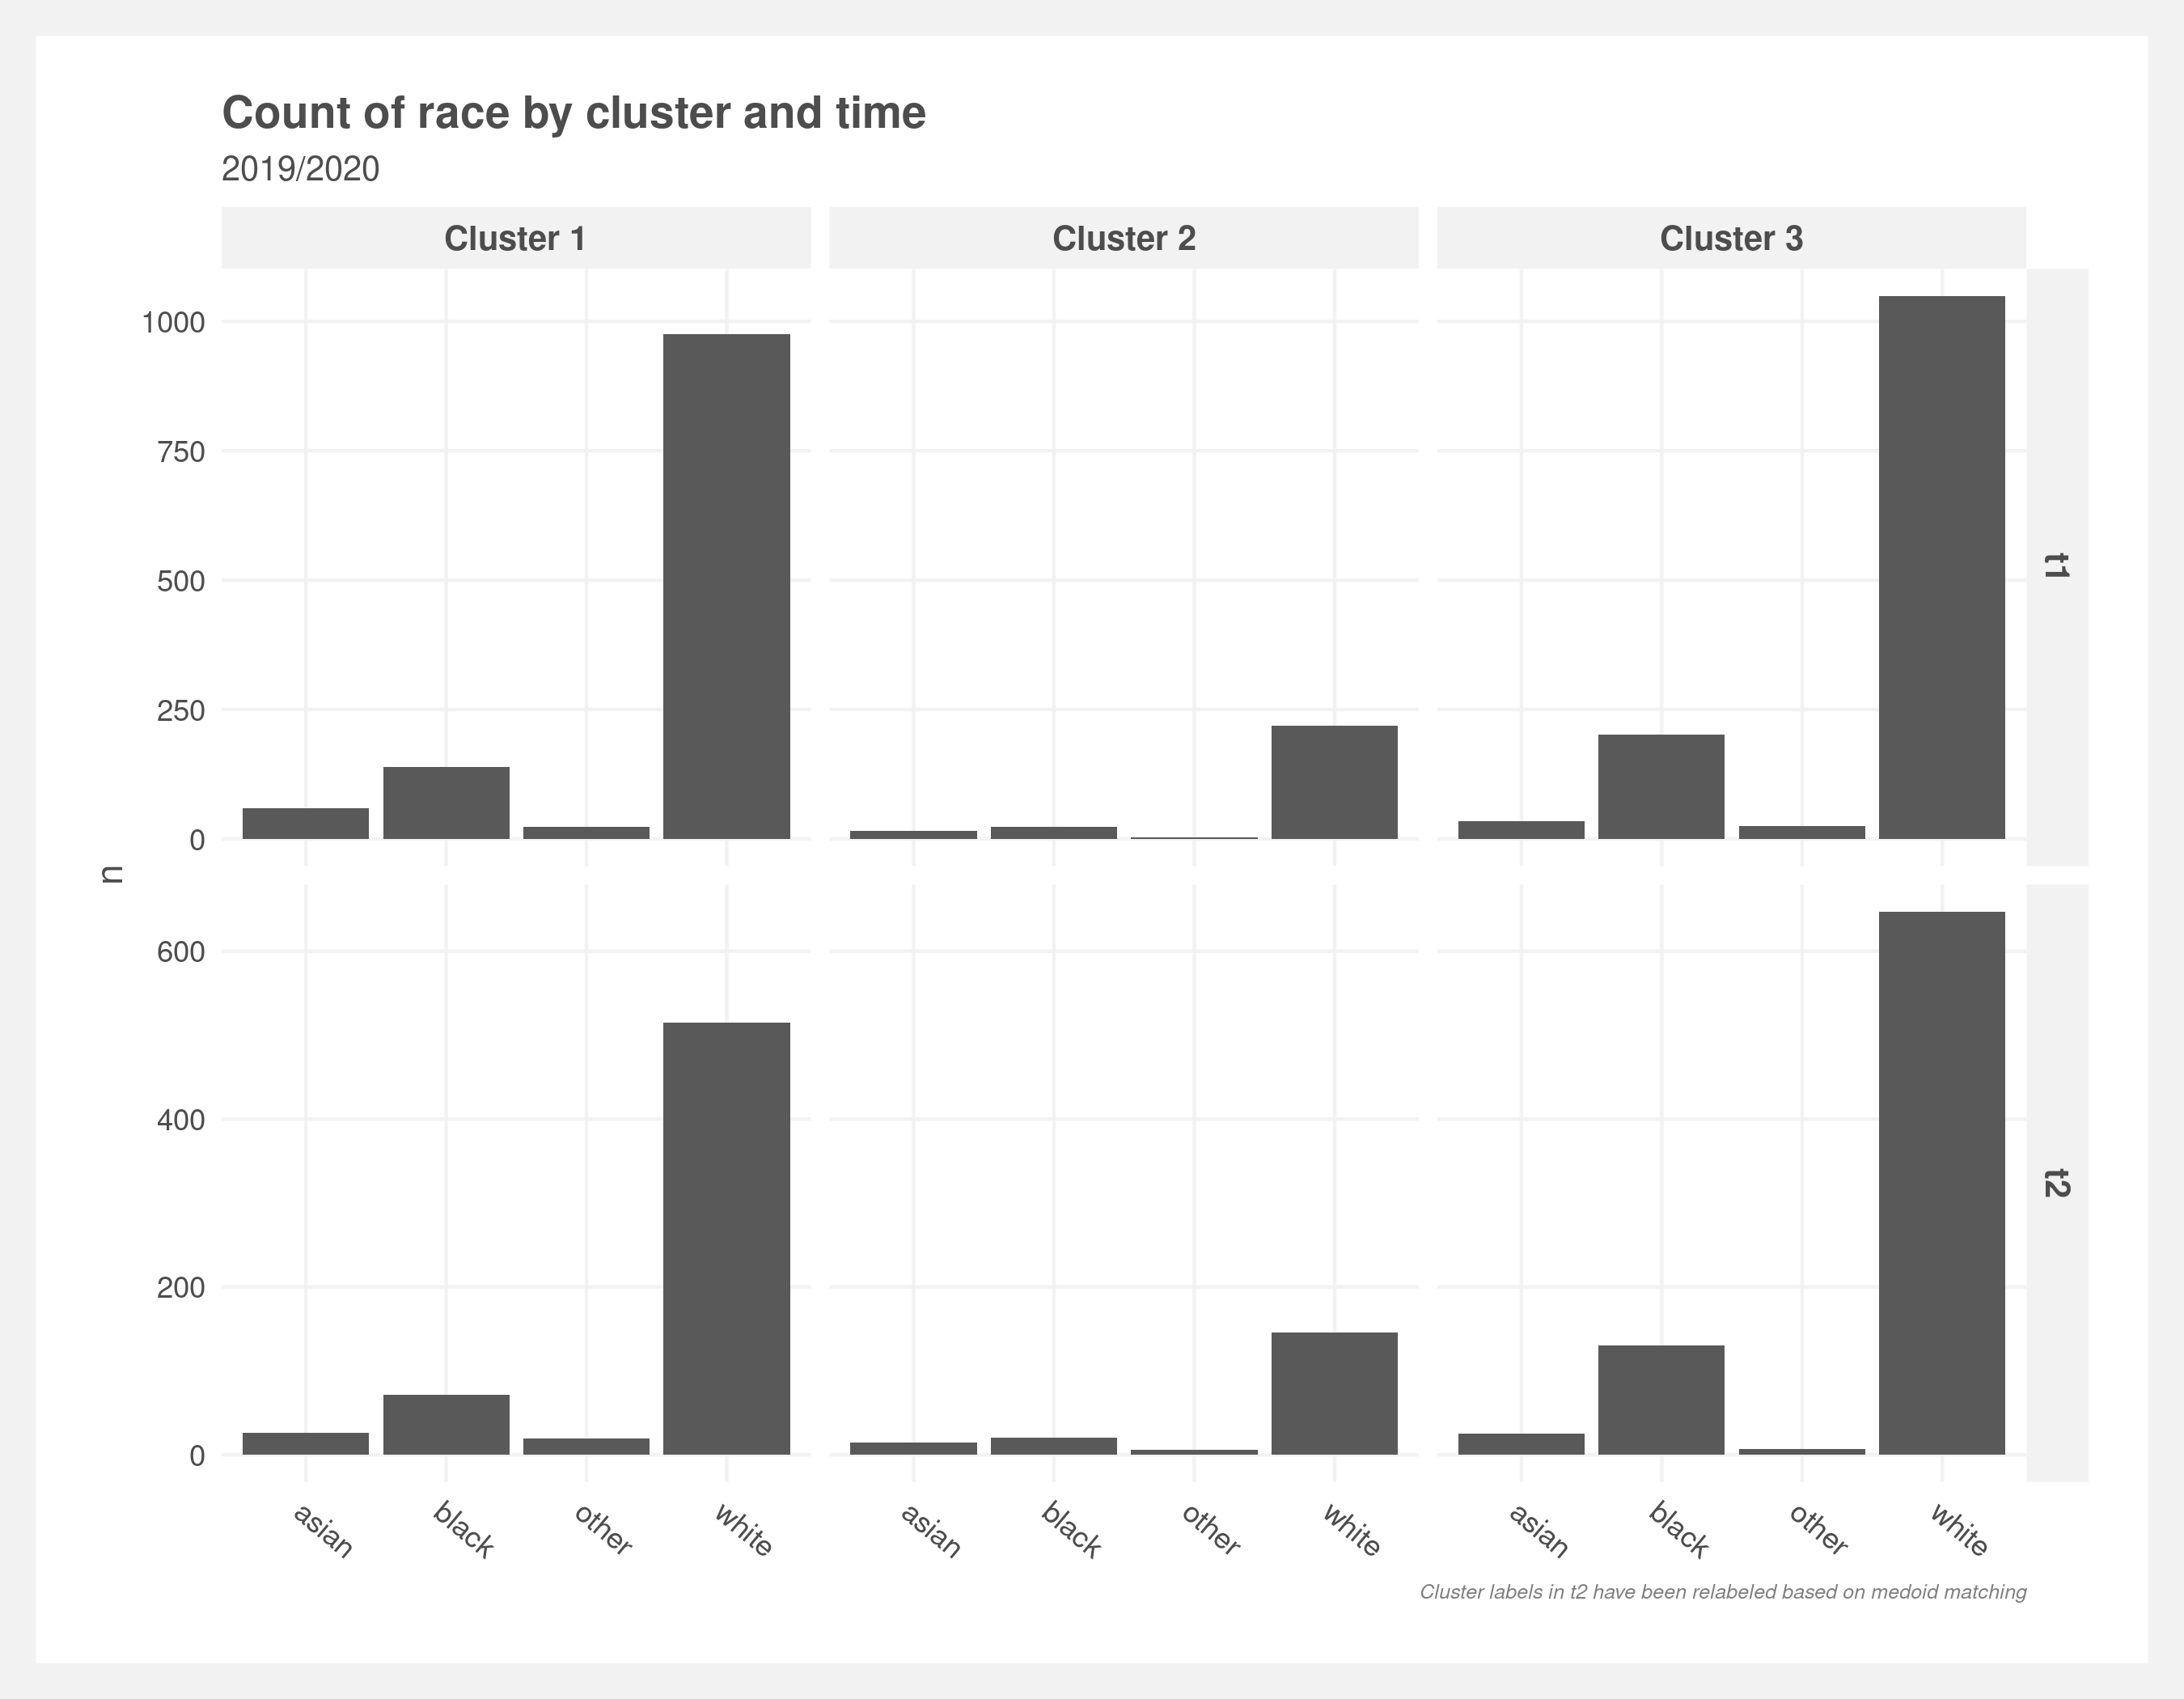 Count of race by cluster and time
2019/2020
Cluster 1
Cluster 2
Cluster 3
1000
750
500
250
0
t1
n
600
400
200
0
t2
asian
black
other
white
asian
black
other
white
asian
black
other
white
Cluster labels in t2 have been relabeled based on medoid matching